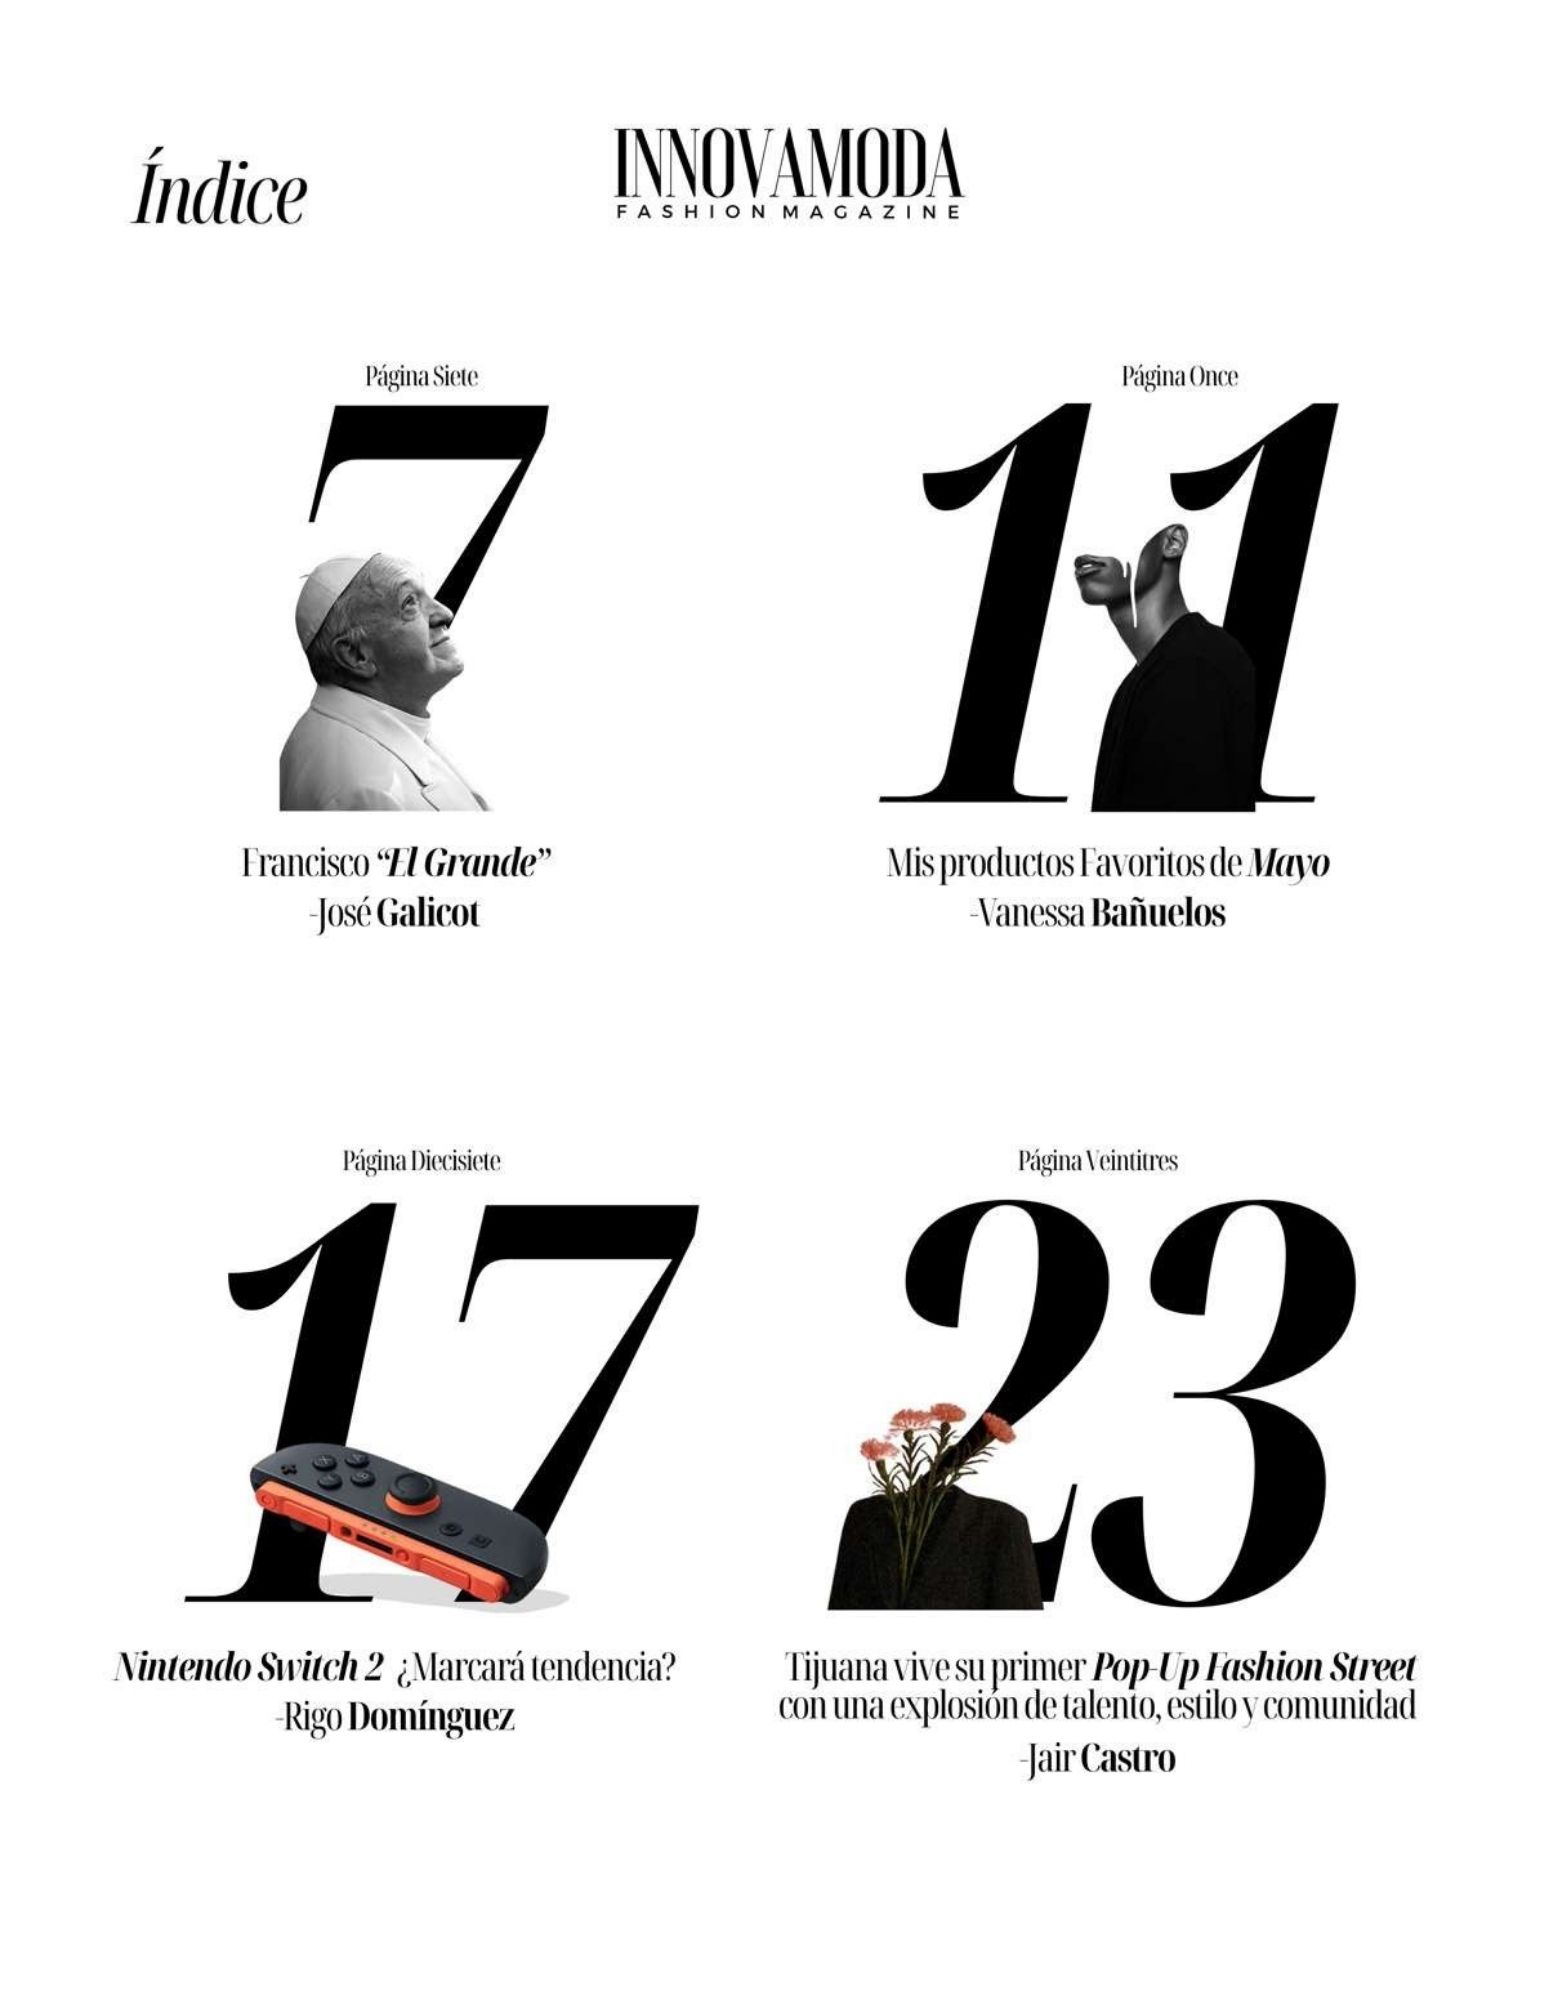 Índice
INNOVAMODA
FASHION MAGAZINE
Página Siete
7
Francisco “El Grande”
-José Galicot
Página Once
11
Mis productos Favoritos de Mayo
-Vanessa Bañuelos
Página Diecisiete
17
Nintendo Switch 2 ¿Marcará tendencia?
-Rigo Domínguez
Página Veintitres
23
Tijuana vive su primer Pop-Up Fashion Street
con una explosión de talento, estilo y comunidad
-Jair Castro